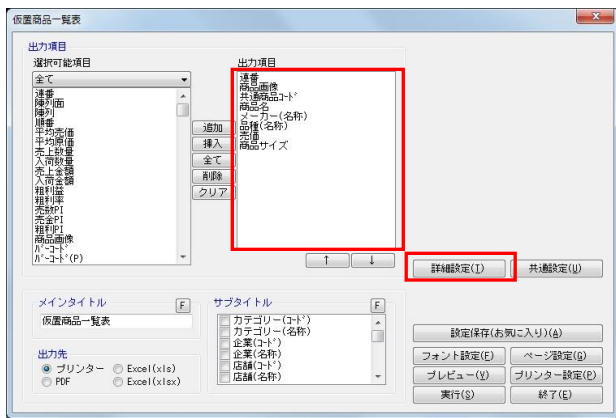 仮置商品一覧表
出力項目
選択可能項目
全て
連番
陳列面
陳列
順番
平均売価
平均原価
売上数量
入荷数量
売上金額
入荷金額
粗利益
粗利率
売数PI
売金PI
粗利PI
商品画像
ﾊﾞｰｺｰﾄﾞ
ﾊﾞｰｺｰﾄﾞ(P)
追加
挿入
全て
削除
クリア
出力項目
連番
商品画像
共通商品ｺｰﾄﾞ
商品名
メーカー(名称)
品種(名称)
売価
商品サイズ
↑
↓
詳細設定(T)
共通設定(U)
メインタイトル
F
仮置商品一覧表
サブタイトル
F
カテゴリー(ｺｰﾄﾞ)
カテゴリー(名称)
企業(ｺｰﾄﾞ)
企業(名称)
店舗(ｺｰﾄﾞ)
店舗(名称)
出力先
プリンター
Excel(xls)
PDF
Excel(xlsx)
設定保存(お気に入り)(A)
フォント設定(F)
ページ設定(G)
プレビュー(V)
プリンター設定(P)
実行(S)
終了(E)